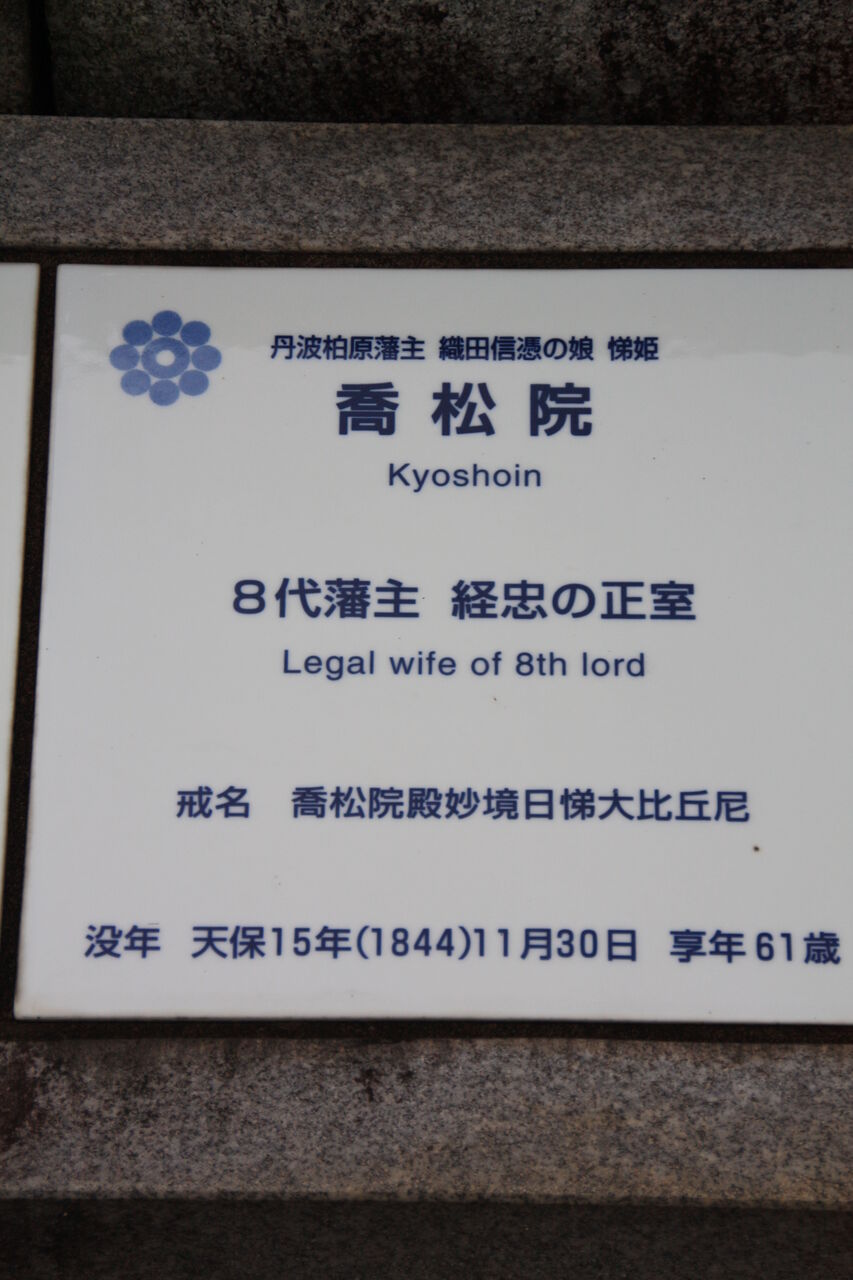 丹波柏原藩主 織田信憑の娘 悌姫
喬松院
Kyoshoin
8代藩主 経忠の正室
Legal wife of 8th lord
戒名 喬松院殿妙境日悌大比丘尼
没年 天保15年(1844)11月30日 享年61歳